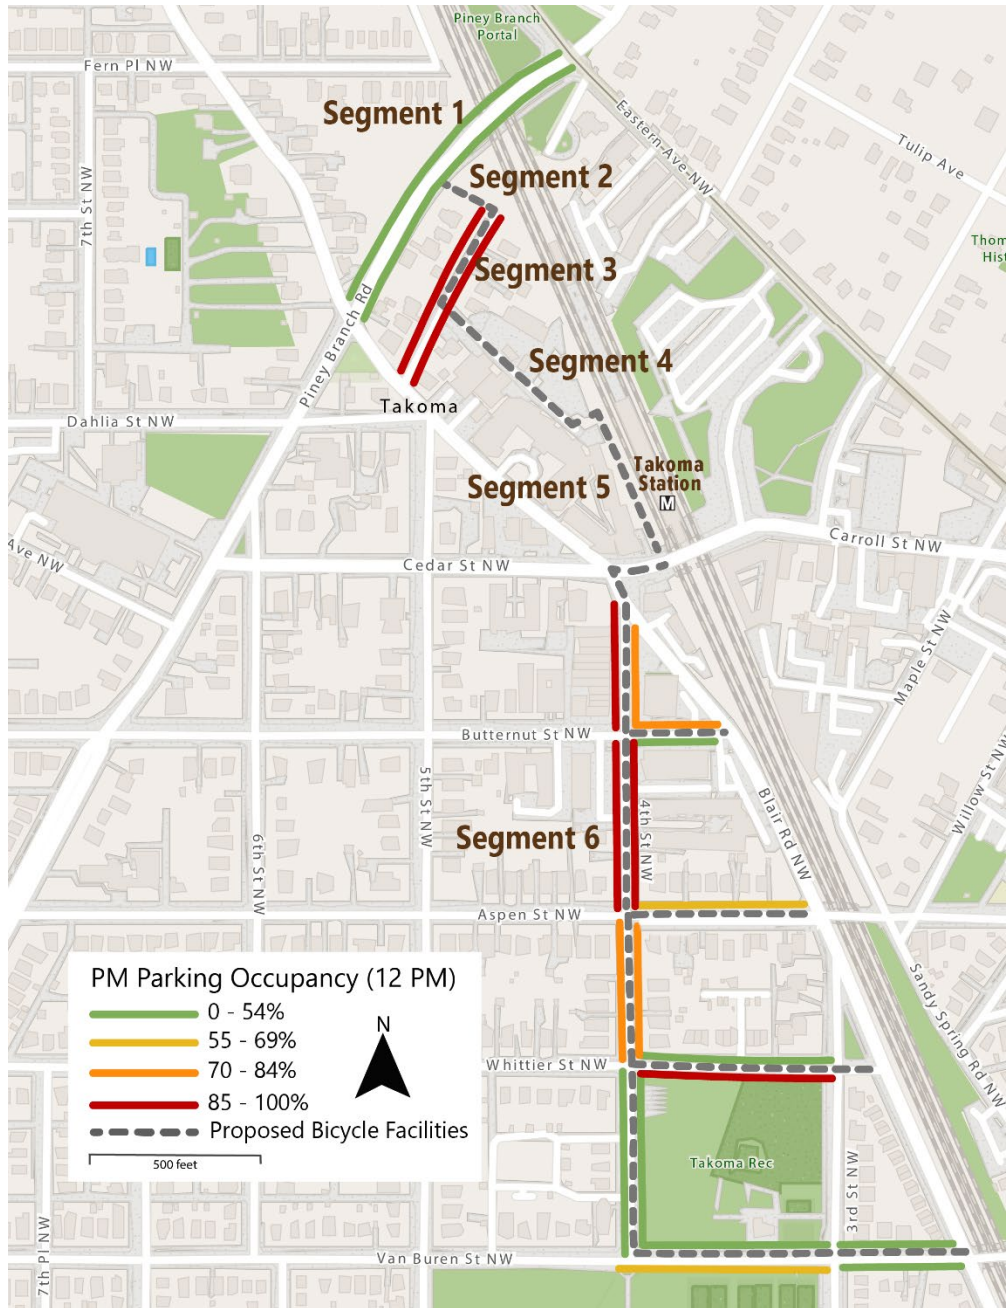 Piney Branch
Portal
Fern Pl NW
Segment 1
Eastern Ave NW
Tulip Ave
7th St NW
Segment 2
Thom
Hist
Segment 3
Piney Branch Rd
Segment 4
Takoma
Dahlia St NW
Takoma
Station
M
Segment 5
Carroll St NW
Ave NW
Cedar St NW
Maple St NW
Butternut St NW
Willow St NW
5th St NW
4th St NW
Blair Rd NW
Segment 6
6th St NW
Aspen St NW
PM Parking Occupancy (12 PM)
0 - 54%
55 - 69%
70 - 84%
85 - 100%
Proposed Bicycle Facilities
500 feet
N
Sandy Spring Rd NW
Whittier St NW
Takoma Rec
3rd St NW
7th Pl NW
Van Buren St NW